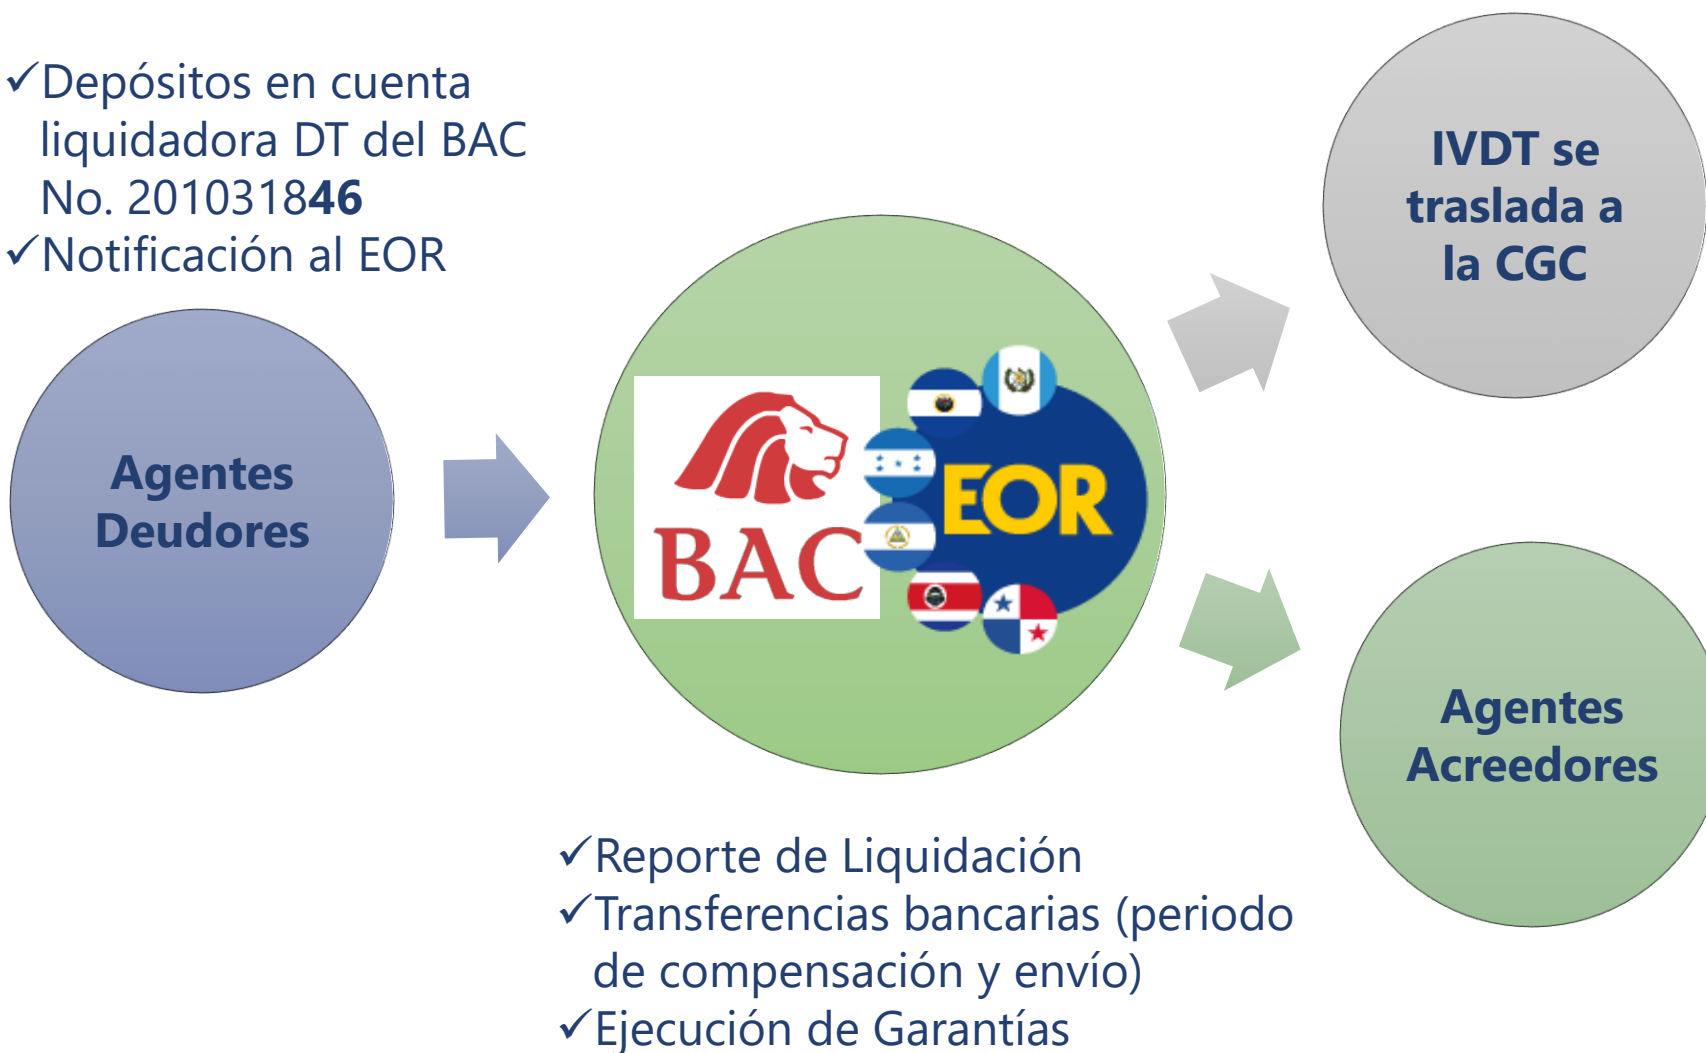 ✓Depósitos en cuenta
liquidadora DT del BAC
No. 201031846
✓Notificación al EOR
Agentes
Deudores
BAC
EOR
IVDT se
traslada a
la CGC
Agentes
Acreedores
✓Reporte de Liquidación
✓Transferencias bancarias (periodo
de compensación y envío)
✓Ejecución de Garantías